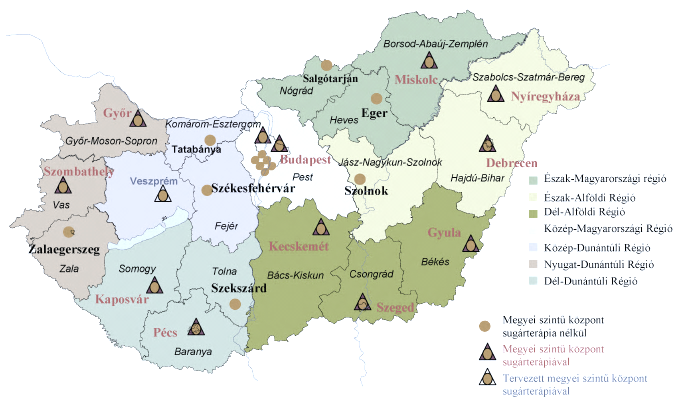 Borsod-Abaúj-Zemplén
Salgótarján
Miskolc
Szabolcs-Szatmár-Bereg
Nógrád
Nyíregyháza
Győr
Eger
Komárom-Esztergom
Heves
Győr-Moson-Sopron
Tatabánya
Budapest
Jász-Nagykun-Szolnok
Debrecen
Szombathely
Veszprém
Pest
Hajdú-Bihar
Székesfehérvár
Szolnok
Vas
Fejér
Zalaegerszeg
Kecskemét
Gyula
Zala
Somogy
Tolna
Bács-Kiskun
Csongrád
Békés
Kaposvár
Szekszárd
Szeged
Pécs
Baranya
Észak-Magyarországi régió
Észak-Alföldi Régió
Dél-Alföldi Régió
Közép-Magyarországi Régió
Közép-Dunántúli Régió
Nyugat-Dunántúli Régió
Dél-Dunántúli Régió
Megyei szintű központ
sugárterápia nélkül
Megyei szintű központ
sugárterápiával
Tervezett megyei szintű központ
sugárterápiával